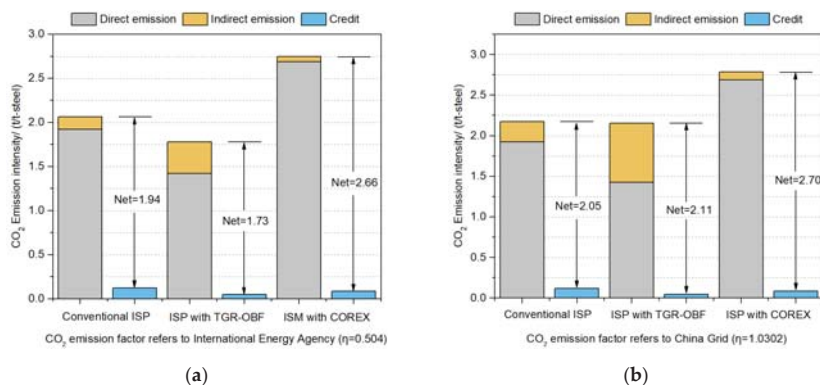 Direct emission Indirect emission Credit
CO2 Emission intensity/ (t/t-steel)
3.0
2.5
2.0
1.5
1.0
0.5
0.0
Net=1.94
Net=1.73
Net=2.66
Conventional ISP ISP with TGR-OBF ISM with COREX
CO2 emission factor refers to International Energy Agency (η=0.504)
(a)
Direct emission Indirect emission Credit
CO2 Emission intensity/ (t/t-steel)
3.0
2.5
2.0
1.5
1.0
0.5
0.0
Net=2.05
Net=2.11
Net=2.70
Conventional ISP ISP with TGR-OBF ISP with COREX
CO2 emission factor refers to China Grid (η=1.0302)
(b)